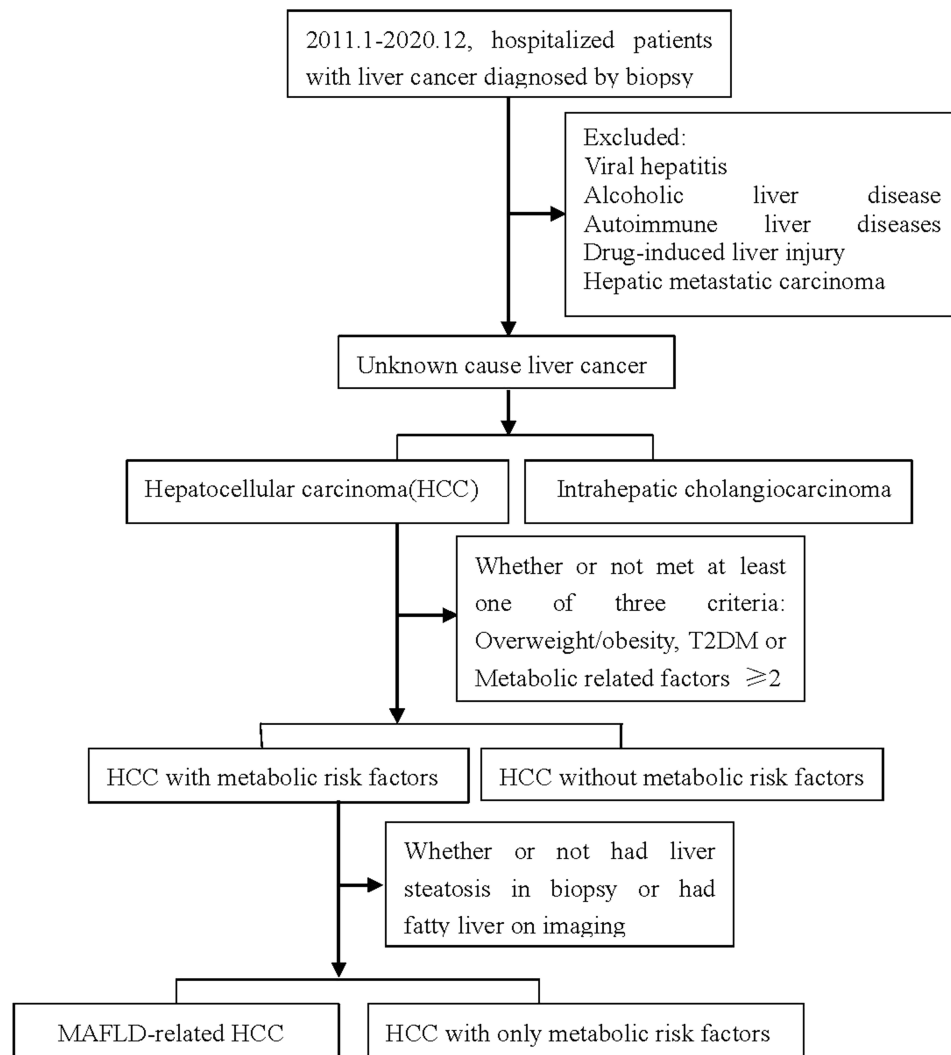 2011.1-2020.12, hospitalized patients
with liver cancer diagnosed by biopsy
Excluded:
Viral hepatitis
Alcoholic liver disease
Autoimmune liver diseases
Drug-induced liver injury
Hepatic metastatic carcinoma
Unknown cause liver cancer
Hepatocellular carcinoma(HCC)
Intrahepatic cholangiocarcinoma
Whether or not met at least
one of three criteria:
Overweight/obesity, T2DM or
Metabolic related factors ≥2
HCC with metabolic risk factors
HCC without metabolic risk factors
Whether or not had liver
steatosis in biopsy or had
fatty liver on imaging
MAFLD-related HCC
HCC with only metabolic risk factors